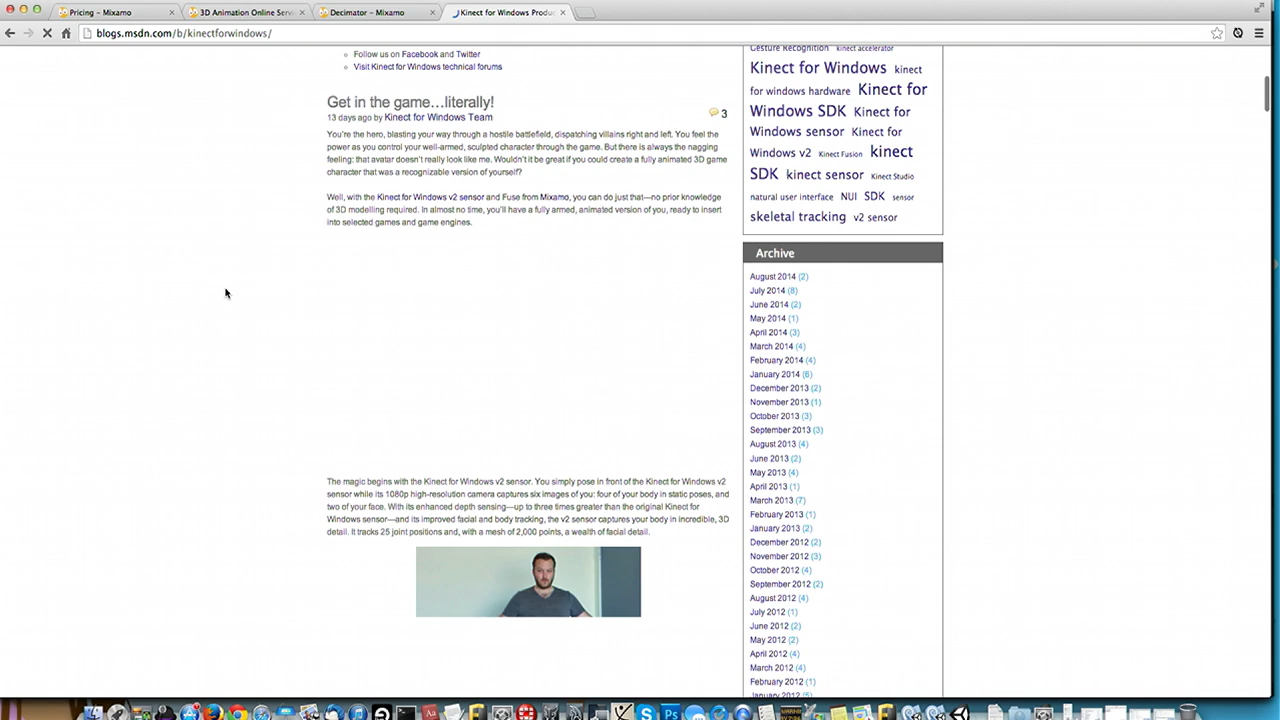 Pricing – Mixamo
3D Animation Online Servi
Decimator – Mixamo
Kinect for Windows Produ
blogs.msdn.com/b/kinectforwindows/
Follow us on Facebook and Twitter
Visit Kinect for Windows technical forums
Get in the game…literally!
13 days ago by Kinect for Windows Team
3
You're the hero, blasting your way through a hostile battlefield, dispatching villains right and left. You feel the
power as you control your well-armed, sculpted character through the game. But there is always the nagging
feeling: that avatar doesn't really look like me. Wouldn't it be great if you could create a fully animated 3D game
character that was a recognizable version of yourself?
Well, with the Kinect for Windows v2 sensor and Fuse from Mixamo, you can do just that—no prior knowledge
of 3D modelling required. In almost no time, you'll have a fully armed, animated version of you, ready to insert
into selected games and game engines.
The magic begins with the Kinect for Windows v2 sensor. You simply pose in front of the Kinect for Windows v2
sensor while its 1080p high-resolution camera captures six images of you: four of your body in static poses, and
two of your face. With its enhanced depth sensing—up to three times greater than the original Kinect for
Windows sensor—and its improved facial and body tracking, the v2 sensor captures your body in incredible, 3D
detail. It tracks 25 joint positions and, with a mesh of 2,000 points, a wealth of facial detail.
Gesture Recognition kinect accelerator
Kinect for Windows kinect
for windows hardware Kinect for
Windows SDK Kinect for
Windows sensor Kinect for
Windows v2 Kinect Fusion kinect
SDK kinect sensor Kinect Studio
natural user interface NUI SDK sensor
skeletal tracking v2 sensor
Archive
August 2014 (2)
July 2014 (8)
June 2014 (2)
May 2014 (1)
April 2014 (3)
March 2014 (4)
February 2014 (4)
January 2014 (6)
December 2013 (2)
November 2013 (1)
October 2013 (3)
September 2013 (3)
August 2013 (4)
June 2013 (2)
May 2013 (4)
April 2013 (1)
March 2013 (7)
February 2013 (1)
January 2013 (2)
December 2012 (2)
November 2012 (3)
October 2012 (4)
September 2012 (2)
August 2012 (4)
July 2012 (1)
June 2012 (2)
May 2012 (2)
April 2012 (4)
March 2012 (4)
February 2012 (1)
January 2012 (5)